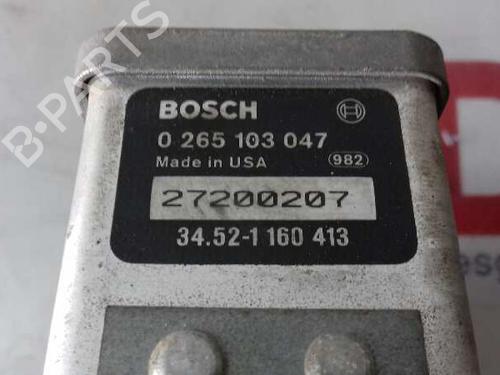 B-PARTS
BOSCH
0 265 103 047
Made in USA 982
27200207
34.52-1 160 413